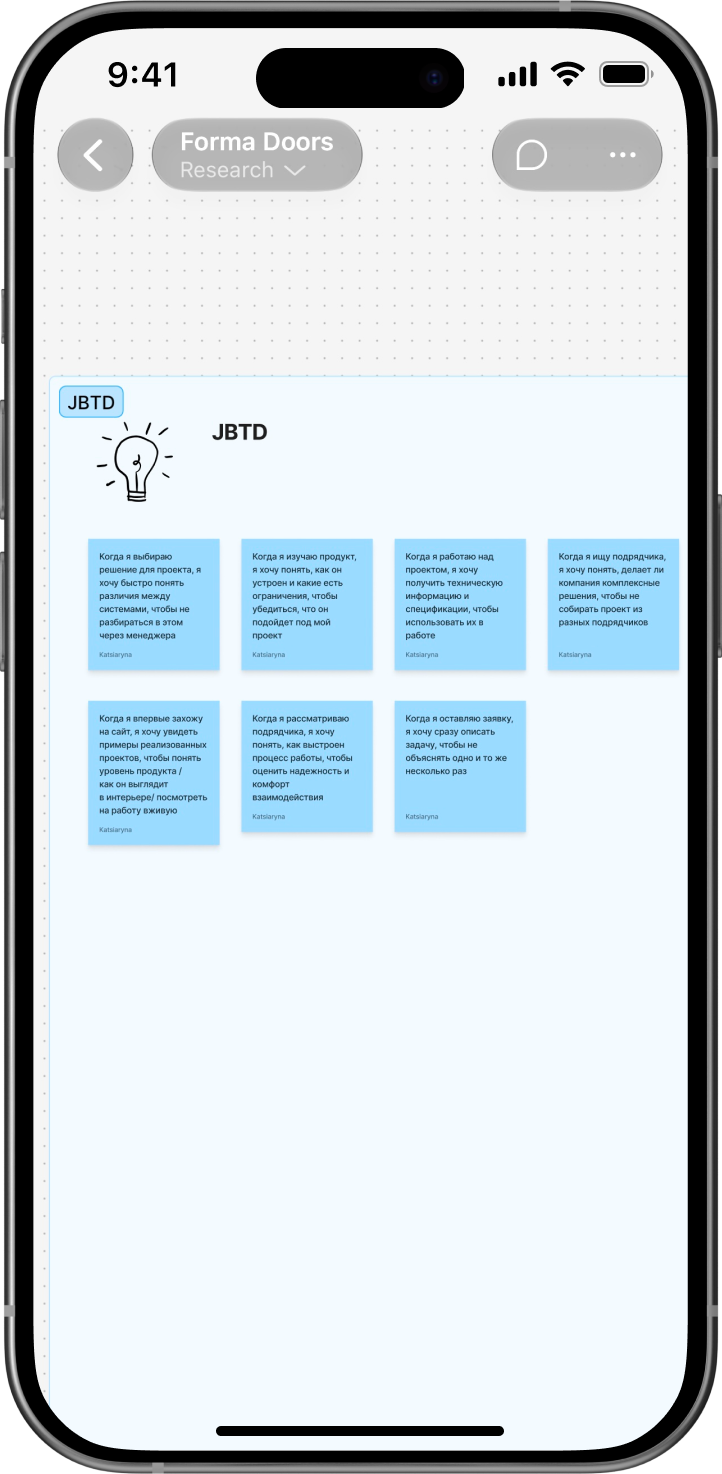 9:41
Forma Doors
Research
JBTD
JBTD
Когда я выбираю
решение для проекта, я
хочу быстро понять
различия между
системами, чтобы не
разбираться в этом
через менеджера
Katsiaryna
Когда я изучаю продукт,
я хочу понять, как он
устроен и какие есть
ограничения, чтобы
убедиться, что он
подойдет под мой
проект
Katsiaryna
Когда я работаю над
проектом, я хочу
получить техническую
информацию и
спецификации, чтобы
использовать их в
работе
Katsiaryna
Когда я ищу подрядчика,
я хочу понять, делает ли
компания комплексные
решения, чтобы не
собирать проект из
разных подрядчиков
Katsiaryna
Когда я впервые захожу
на сайт, я хочу увидеть
примеры реализованных
проектов, чтобы понять
уровень продукта /
как он выглядит
в интерьере/ посмотреть
на работу вживую
Katsiaryna
Когда я рассматриваю
подрядчика, я хочу
понять, как выстроен
процесс работы, чтобы
оценить надежность и
комфорт
взаимодействия
Katsiaryna
Когда я оставляю заявку,
я хочу сразу описать
задачу, чтобы не
объяснять одно и то же
несколько раз
Katsiaryna